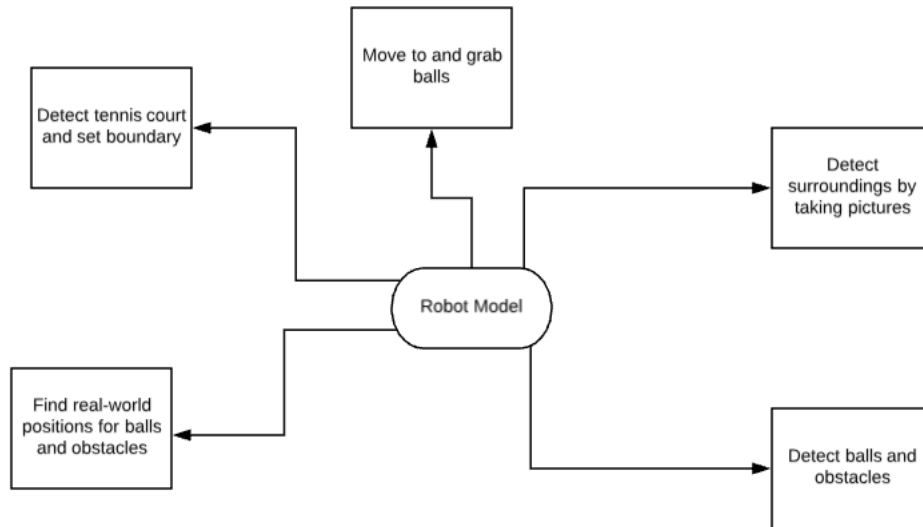 Move to and grab
balls
Detect tennis court
and set boundary
Detect
surroundings by
taking pictures
Robot Model
Find real-world
positions for balls
and obstacles
Detect balls and
obstacles